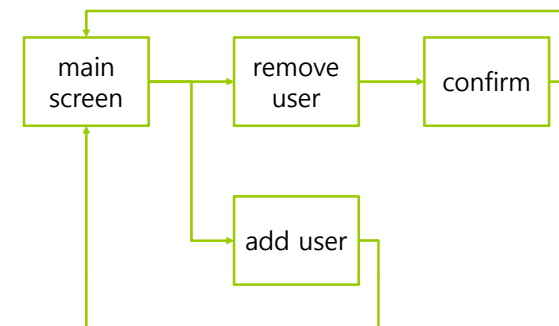 main
screen
remove
user
confirm
add user